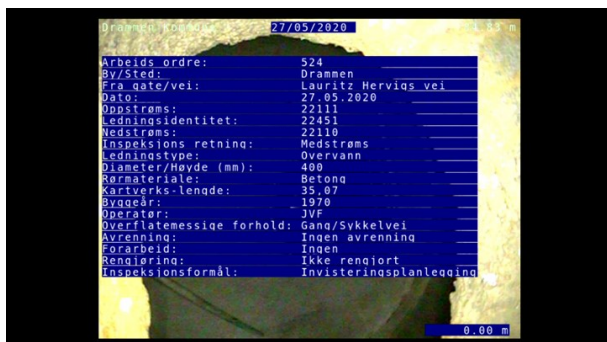 Drammen Kommune 27/05/2020
Arbeids ordre: 524
By/Sted: Drammen
Fra gate/vei: Lauritz Hervigs vei
Dato: 27.05.2020
Oppstrøms: 22111
Ledningsidentitet: 22451
Nedstrøms: 22110
Inspeksjons retning: Medstrøms
Ledningstype: Overvann
Diameter/Høyde (mm): 400
Rørmateriale: Betong
Kartverks-lengde: 35,07
Byggeår: 1970
Operatør: JVF
Overflatemessige forhold: Gang/Sykkelvei
Avrenning: Ingen avrenning
Forarbeid: Ingen
Rengjøring: Ikke rengjort
Inspeksjonsformål: Invisteringsplanlegging
0.00 m